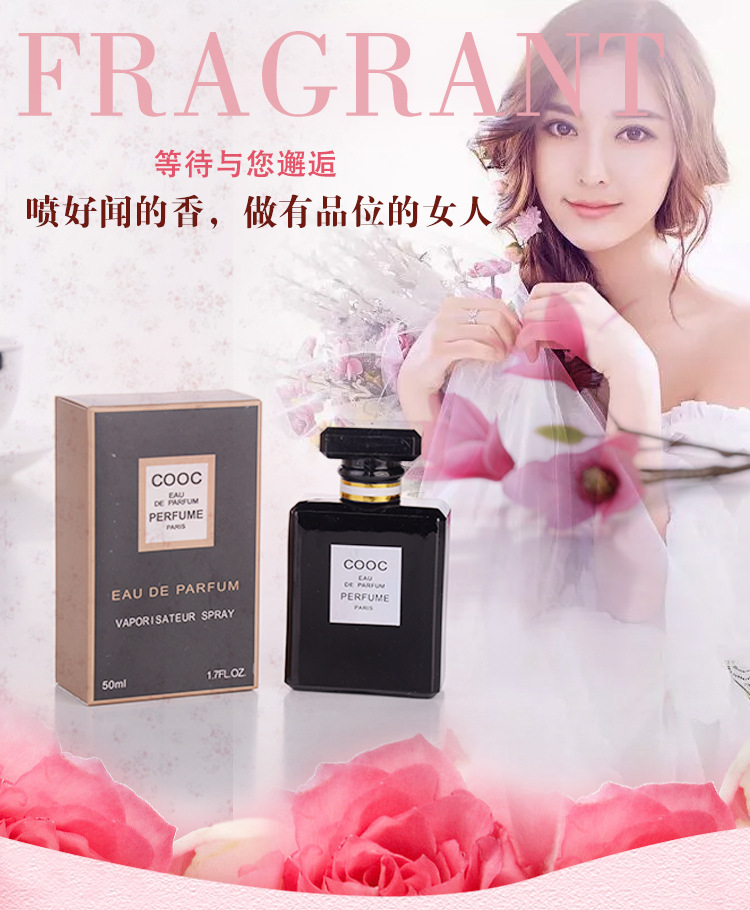 FRAGRANT
等待与您邂逅
喷好闻的香，做有品位的女人
COOC
EAU
DE PARFUM
PERFUME
PARIS
EAU DE PARFUM
VAPORISATEUR SPRAY
50ml
1.7FL.OZ.
COOC
EAU
DE PARFUM
PERFUME
PARIS